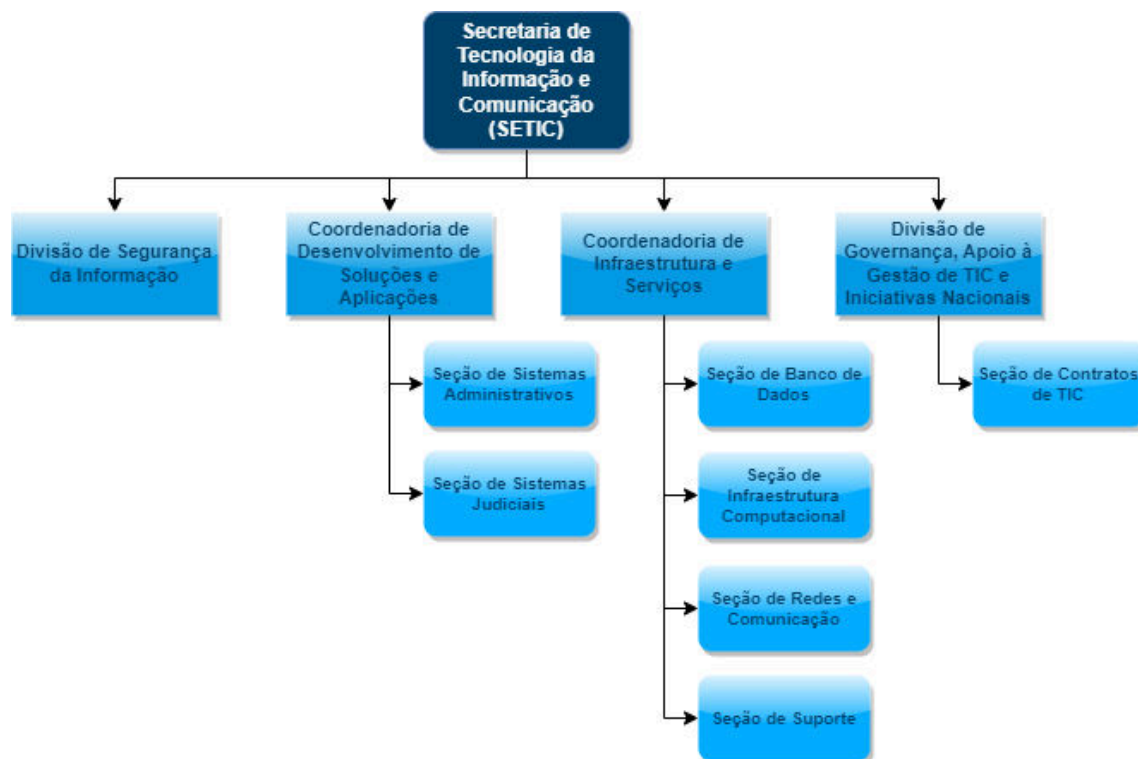 Secretaria de
Tecnologia da
Informação e
Comunicação
(SETIC)
Divisão de Segurança
da Informação
Coordenadoria de
Desenvolvimento de
Soluções e
Aplicações
Coordenadoria de
Infraestrutura e
Serviços
Divisão de
Governança, Apoio à
Gestão de TIC e
Iniciativas Nacionais
Seção de Sistemas
Administrativos
Seção de Sistemas
Judiciais
Seção de Banco de
Dados
Seção de
Infraestrutura
Computacional
Seção de Redes e
Comunicação
Seção de Suporte
Seção de Contratos
de TIC